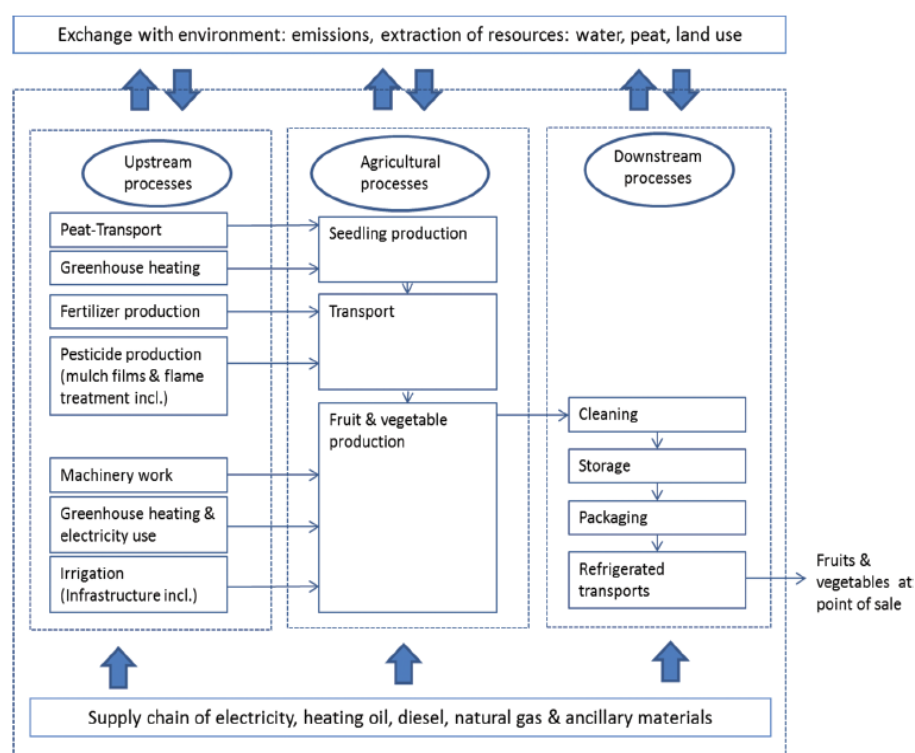 Exchange with environment: emissions, extraction of resources: water, peat, land use
Upstream
processes
Agricultural
processes
Downstream
processes
Peat-Transport
Greenhouse heating
Fertilizer production
Pesticide production
(mulch films & flame
treatment incl.)
Machinery work
Greenhouse heating &
electricity use
Irrigation
(Infrastructure incl.)
Seedling production
Transport
Fruit & vegetable
production
Cleaning
Storage
Packaging
Refrigerated
transports
Fruits &
vegetables at
point of sale
Supply chain of electricity, heating oil, diesel, natural gas & ancillary materials